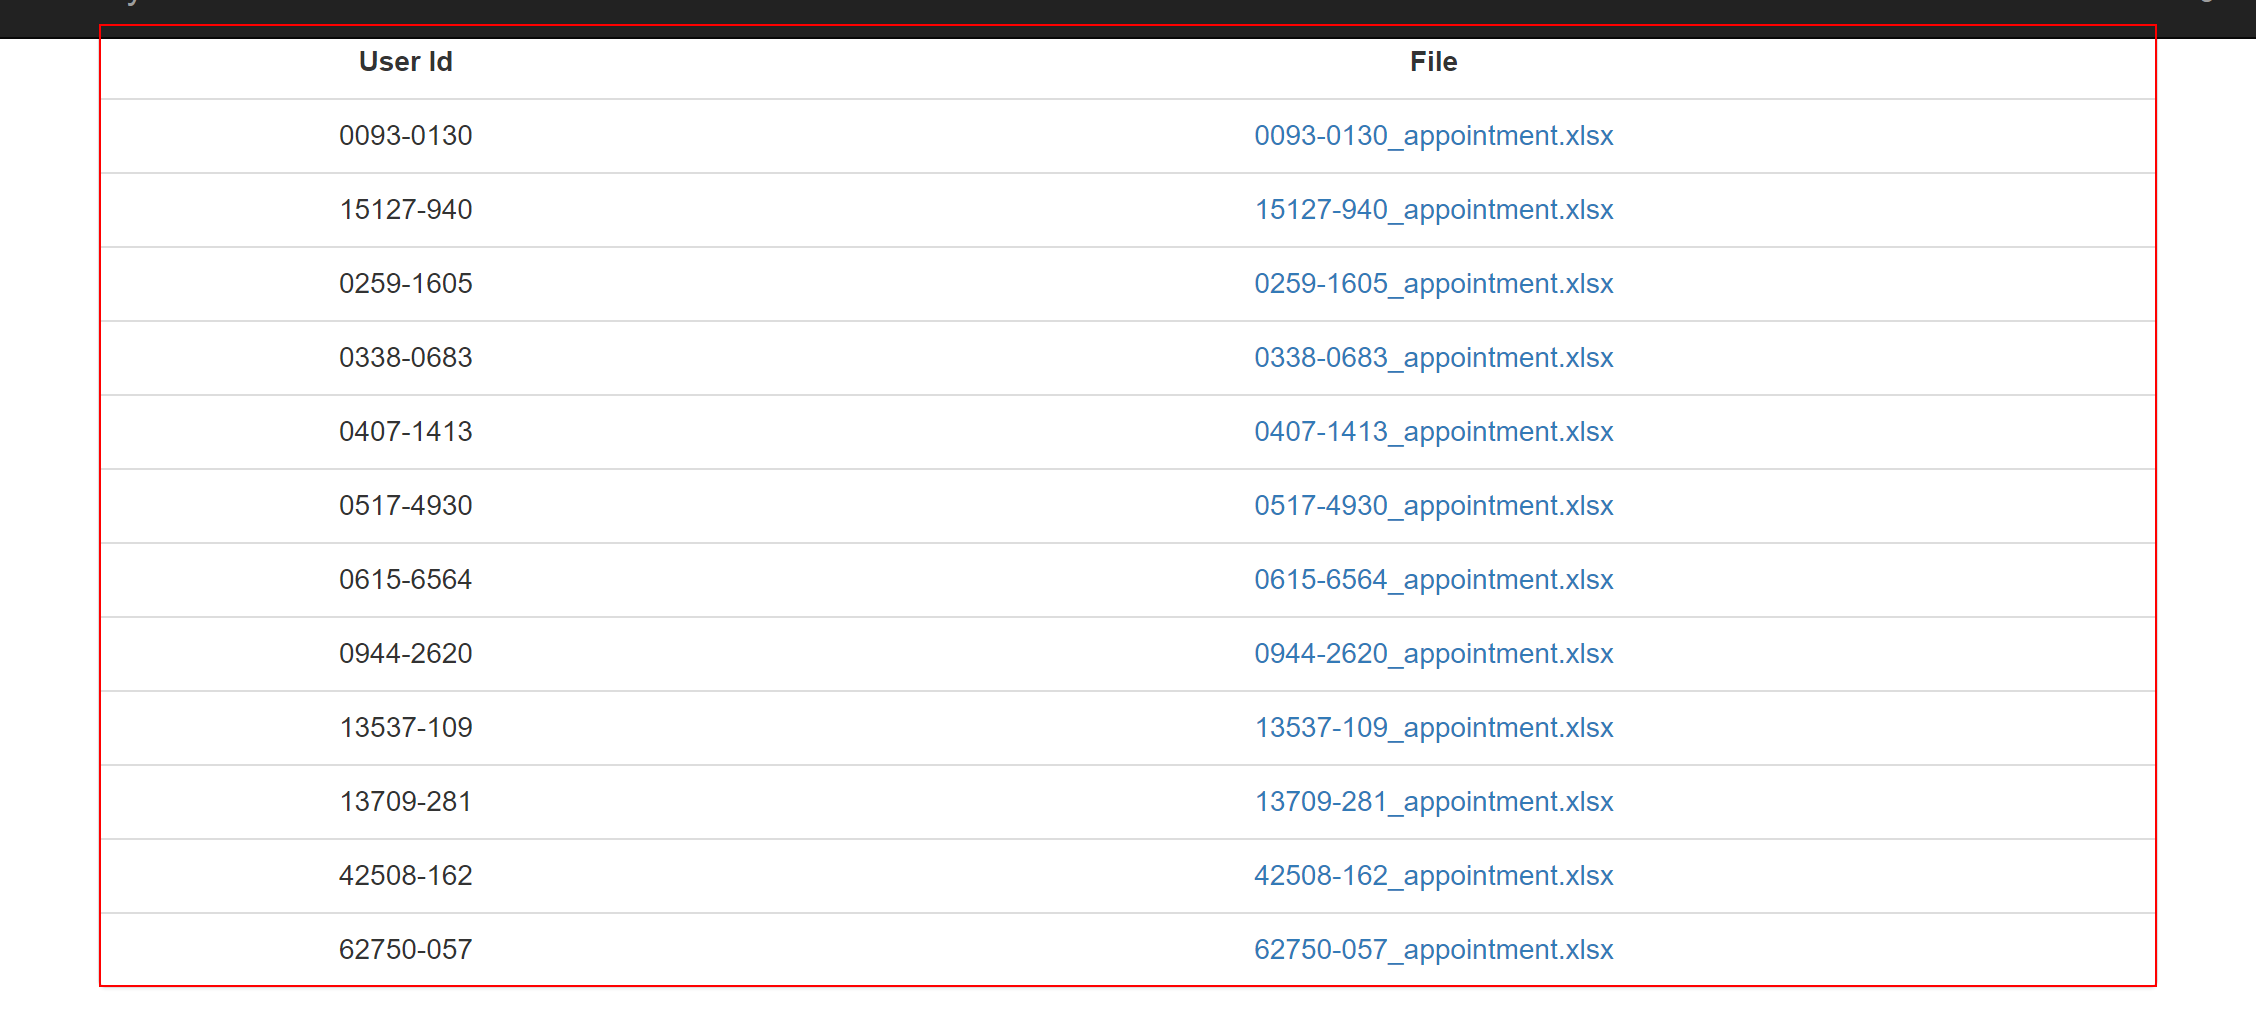 User Id File
0093-0130 0093-0130_appointment.xlsx
15127-940 15127-940_appointment.xlsx
0259-1605 0259-1605_appointment.xlsx
0338-0683 0338-0683_appointment.xlsx
0407-1413 0407-1413_appointment.xlsx
0517-4930 0517-4930_appointment.xlsx
0615-6564 0615-6564_appointment.xlsx
0944-2620 0944-2620_appointment.xlsx
13537-109 13537-109_appointment.xlsx
13709-281 13709-281_appointment.xlsx
42508-162 42508-162_appointment.xlsx
62750-057 62750-057_appointment.xlsx